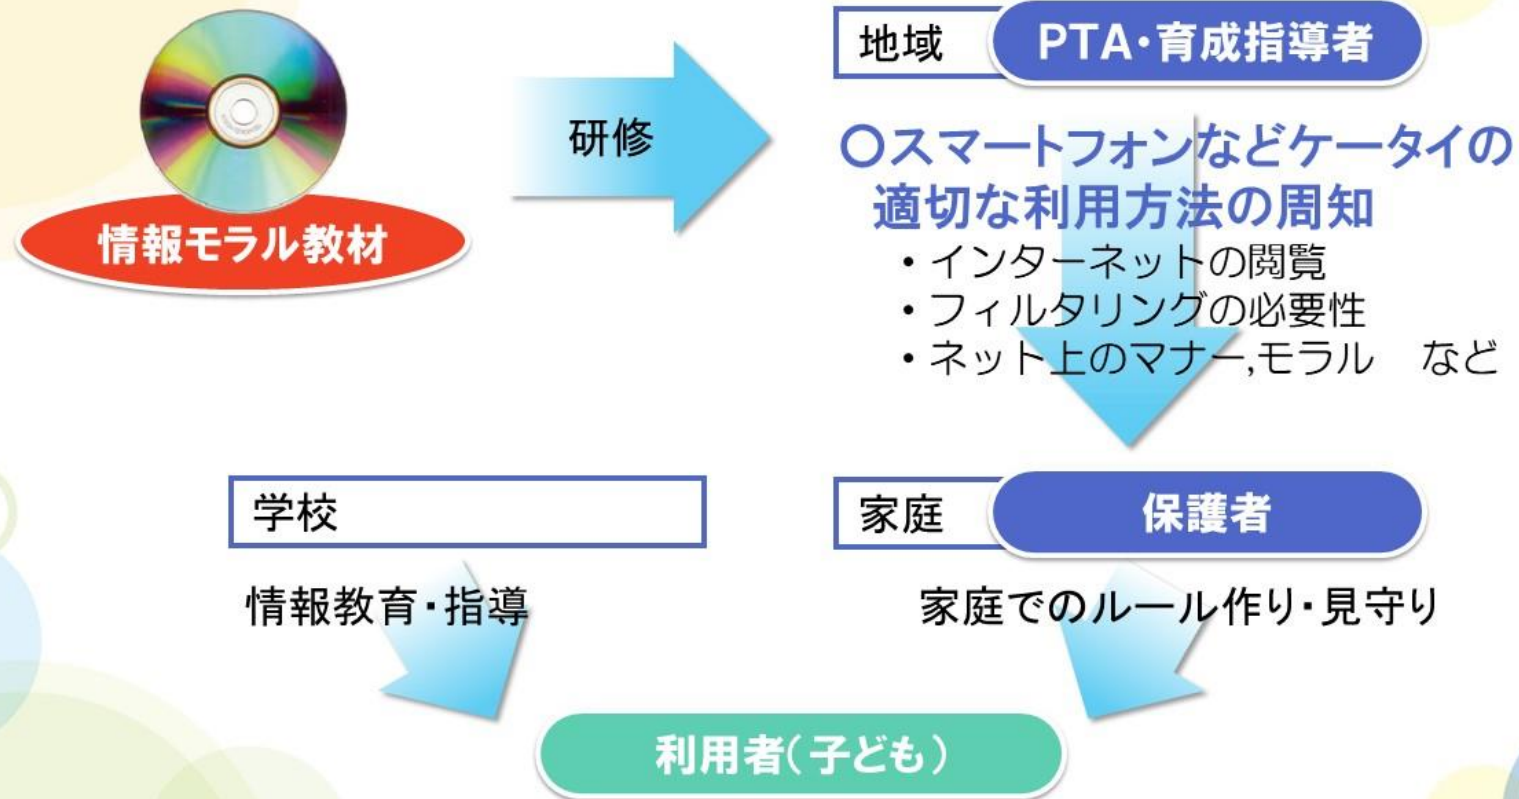 情報モラル教材
研修
地域
PTA・育成指導者
〇スマートフォンなどケータイの
適切な利用方法の周知
・インターネットの閲覧
・フィルタリングの必要性
・ネット上のマナー,モラル　など
学校
情報教育・指導
家庭
保護者
家庭でのルール作り・見守り
利用者(子ども)